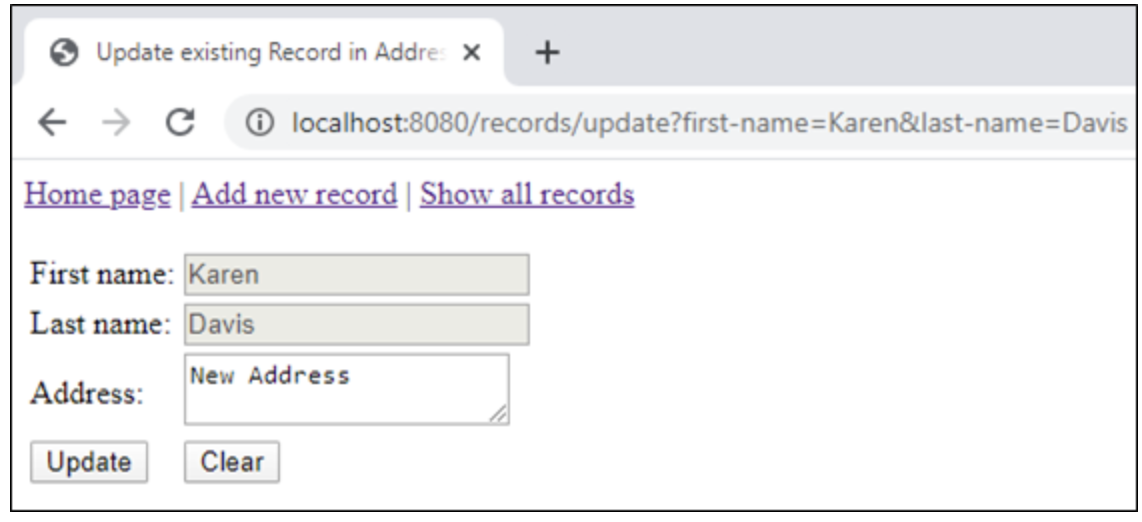 Update existing Record in Addre
localhost:8080/records/update?first-name=Karen&last-name=Davis
Home page | Add new record | Show all records
First name: Karen
Last name: Davis
Address: New Address
Update Clear